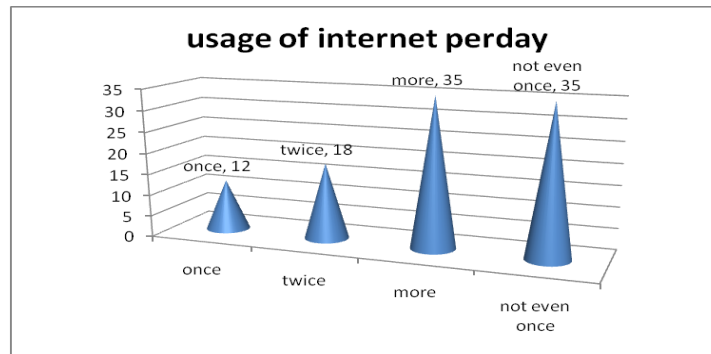 usage of internet perday
35
30
25
20
15
10
5
0
once, 12
twice, 18
more, 35
not even
once, 35
once
twice
more
not even
once